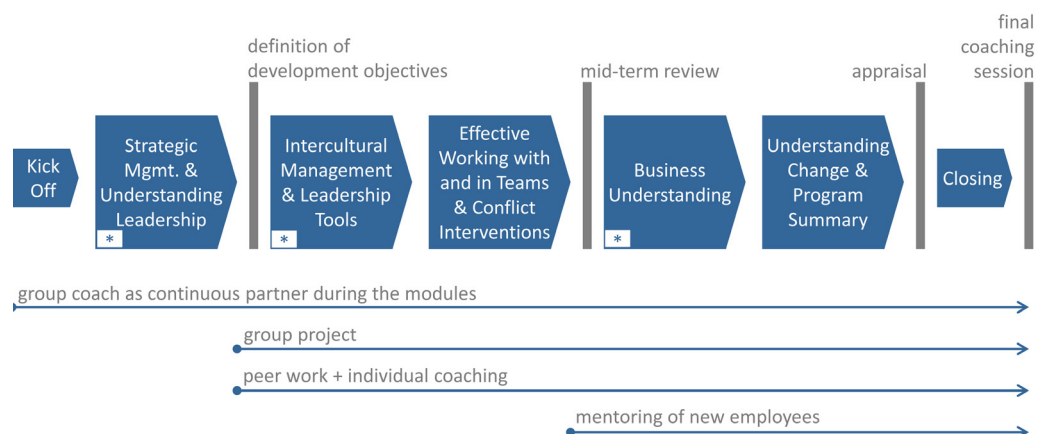 definition of
development objectives
mid-term review
appraisal
final
coaching
session
Kick
Off
Strategic
Mgmt. &
Understanding
Leadership
*
Intercultural
Management
& Leadership
Tools
*
Effective
Working with
and in Teams
& Conflict
Interventions
Business
Understanding
*
Understanding
Change &
Program
Summary
Closing
group coach as continuous partner during the modules
group project
peer work + individual coaching
mentoring of new employees